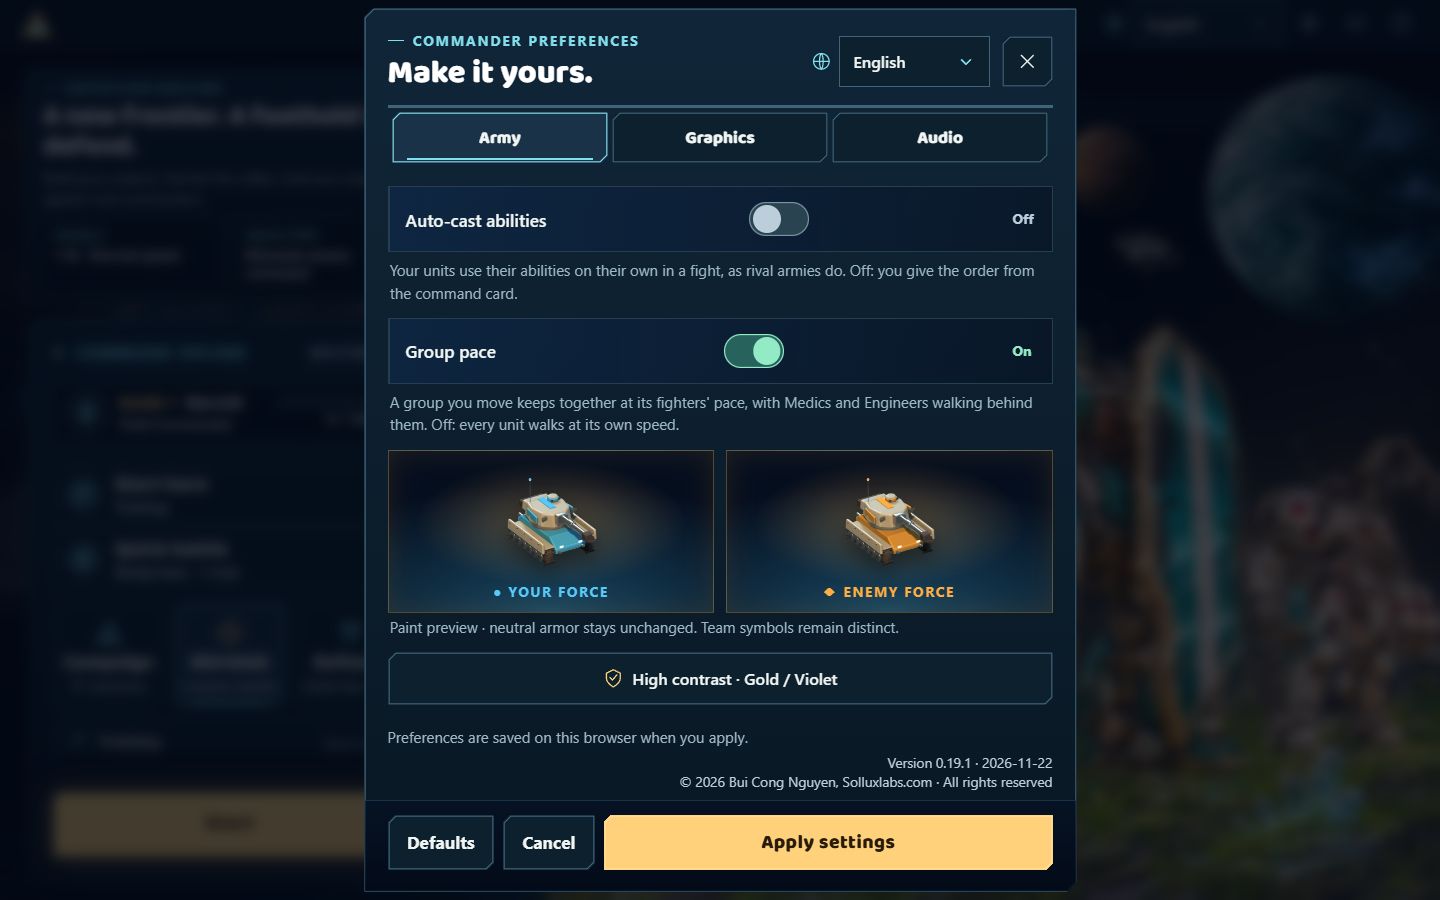 COMMANDER PREFERENCES
Make it yours.
English
Army
Graphics
Audio
Auto-cast abilities
Off
Your units use their abilities on their own in a fight, as rival armies do. Off: you give the order from
the command card.
Group pace
On
A group you move keeps together at its fighters' pace, with Medics and Engineers walking behind
them. Off: every unit walks at its own speed.
YOUR FORCE
ENEMY FORCE
Paint preview · neutral armor stays unchanged. Team symbols remain distinct.
High contrast · Gold / Violet
Preferences are saved on this browser when you apply.
Version 0.19.1 · 2026-11-22
© 2026 Bui Cong Nguyen, Solluxlabs.com · All rights reserved
Defaults
Cancel
Apply settings